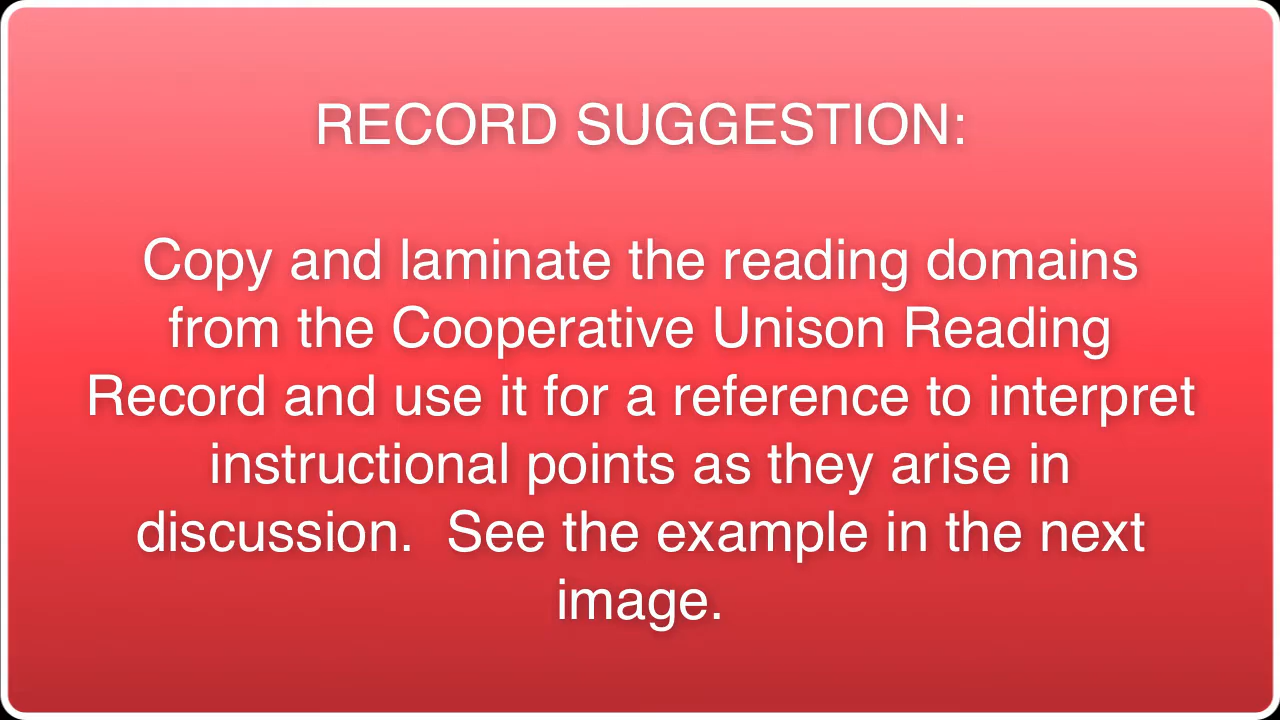 RECORD SUGGESTION:
Copy and laminate the reading domains
from the Cooperative Unison Reading
Record and use it for a reference to interpret
instructional points as they arise in
discussion.  See the example in the next
image.